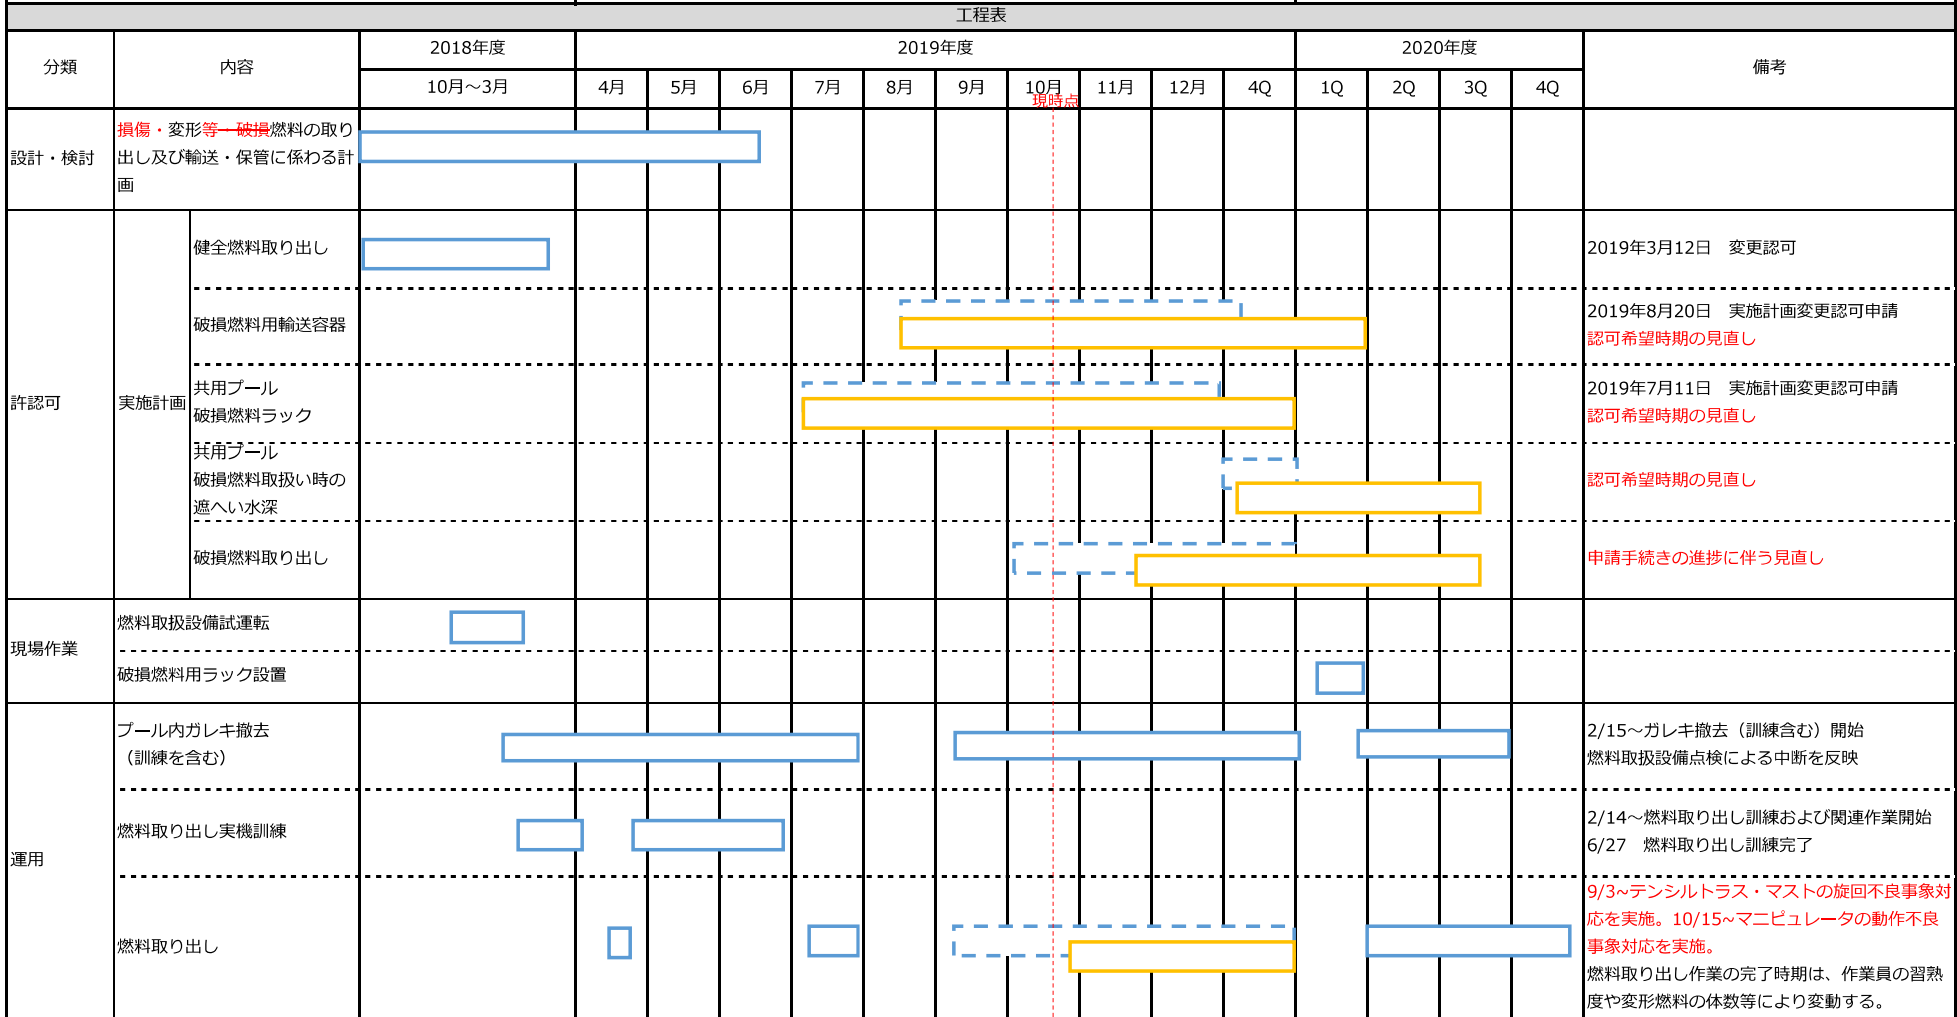 工程表
分類
内容
2018年度
2019年度
2020年度
備考
10月～3月
4月
5月
6月
7月
8月
9月
10月
11月
12月
4Q
1Q
2Q
3Q
4Q
現時点
設計・検討
損傷・変形等・破損燃料の取り
出し及び輸送・保管に係わる計
画
許認可
実施計画
健全燃料取り出し
2019年3月12日　変更認可
破損燃料用輸送容器
2019年8月20日　実施計画変更認可申請
認可希望時期の見直し
共用プール
破損燃料ラック
2019年7月11日　実施計画変更認可申請
認可希望時期の見直し
共用プール
破損燃料取扱い時の
遮へい水深
認可希望時期の見直し
破損燃料取り出し
申請手続きの進捗に伴う見直し
現場作業
燃料取扱設備試運転
破損燃料用ラック設置
運用
プール内ガレキ撤去
（訓練を含む）
2/15～ガレキ撤去（訓練含む）開始
燃料取扱設備点検による中断を反映
燃料取り出し実機訓練
2/14～燃料取り出し訓練および関連作業開始
6/27　燃料取り出し訓練完了
燃料取り出し
9/3~テンシルトラス・マストの旋回不良事象対
応を実施。10/15~マニピュレータの動作不良
事象対応を実施。
燃料取り出し作業の完了時期は、作業員の習熟
度や変形燃料の体数等により変動する。